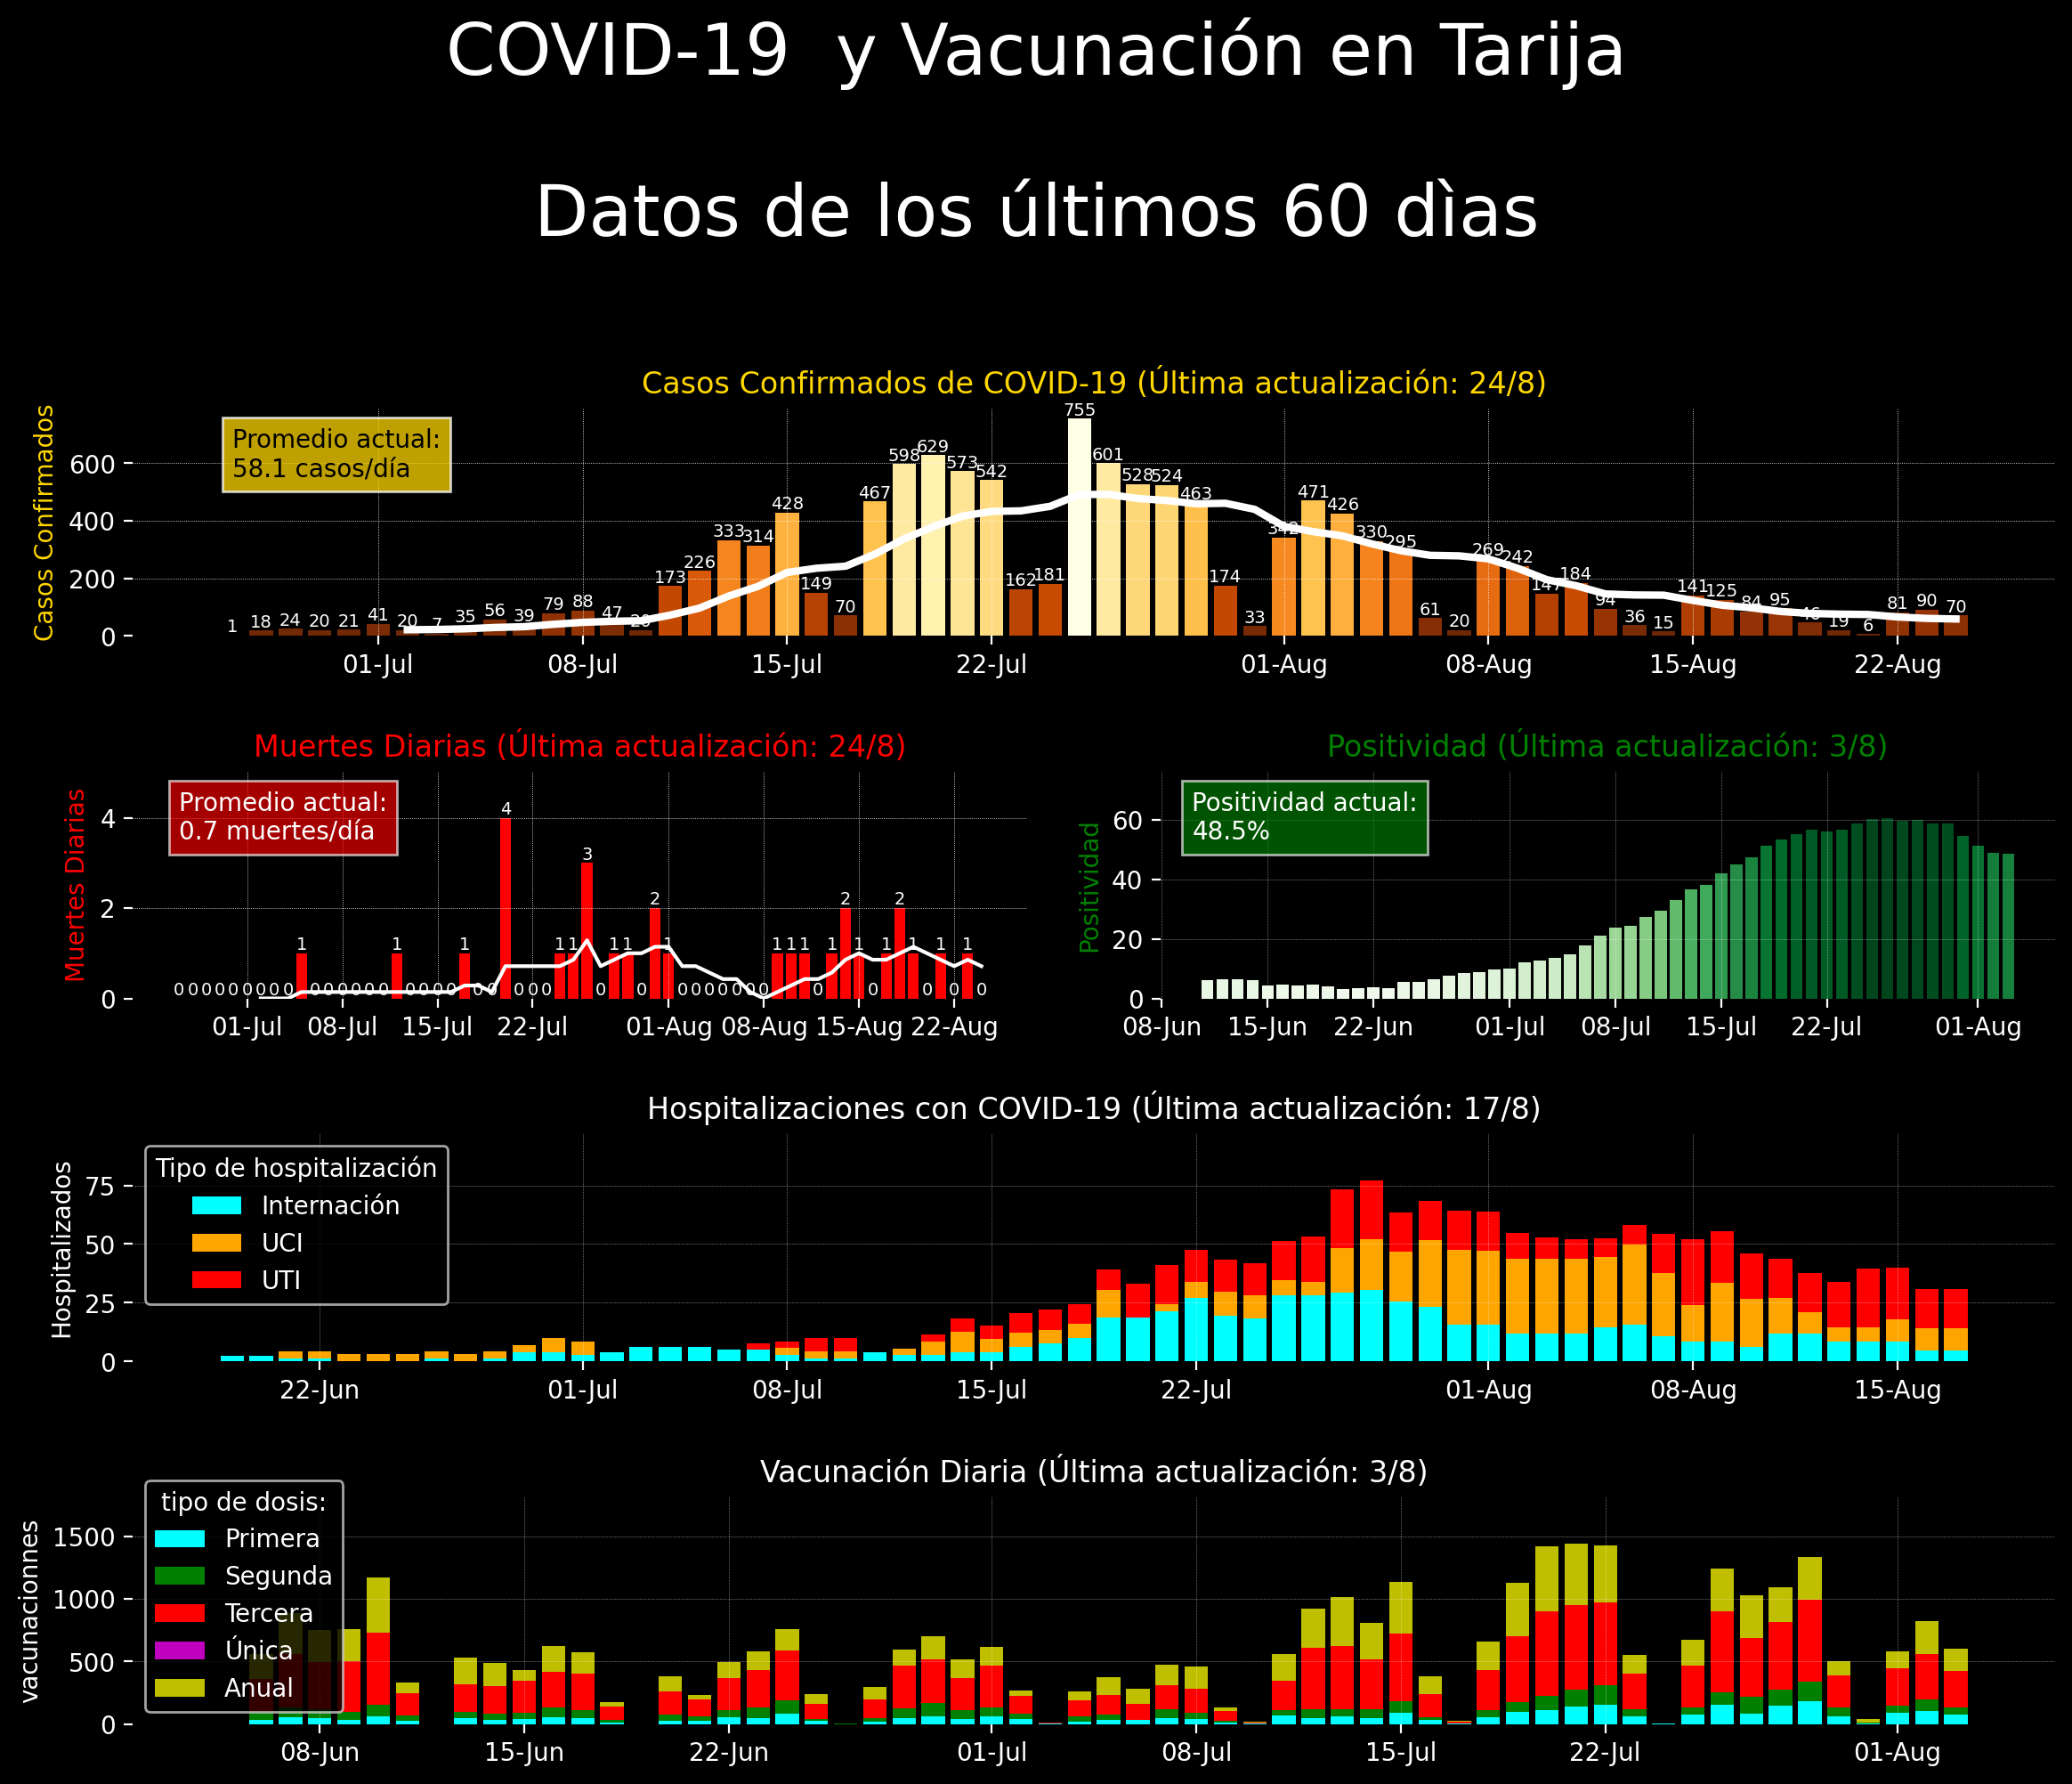 COVID-19  y Vacunación en Tarija
Datos de los últimos 60 dìas
Casos Confirmados de COVID-19 (Última actualización: 24/8)
Casos Confirmados
Promedio actual:
58.1 casos/día
600
400
200
0
1 18 24 20 21 41 20 7 35 56 39 79 88 47 20 173 226 333 314 428 149 70 467 598 629 573 542 162 181 755 601 528 524 463 174 33 342 471 426 330 295 61 20 269 242 147 184 94 36 15 141 125 84 95 46 19 6 81 90 70
01-Jul 08-Jul 15-Jul 22-Jul 01-Aug 08-Aug 15-Aug 22-Aug
Muertes Diarias (Última actualización: 24/8)
Muertes Diarias
Promedio actual:
0.7 muertes/día
4
2
0
0 0 0 0 0 0 0 0 0 1 0 0 0 0 0 0 1 0 0 0 0 1 0 0 4 0 0 0 1 1 3 0 1 1 0 2 1 0 0 0 0 0 0 0 1 1 1 0 1 2 1 0 1 2 1 0 1 0 1 0
01-Jul 08-Jul 15-Jul 22-Jul 01-Aug 08-Aug 15-Aug 22-Aug
Positividad (Última actualización: 3/8)
Positividad
Positividad actual:
48.5%
60
40
20
0
08-Jun 15-Jun 22-Jun 01-Jul 08-Jul 15-Jul 22-Jul 01-Aug
Hospitalizaciones con COVID-19 (Última actualización: 17/8)
Hospitalizados
Tipo de hospitalización
Internación
UCI
UTI
75
50
25
0
22-Jun 01-Jul 08-Jul 15-Jul 22-Jul 01-Aug 08-Aug 15-Aug
Vacunación Diaria (Última actualización: 3/8)
vacunacionnes
tipo de dosis:
Primera
Segunda
Tercera
Única
Anual
1500
1000
500
0
08-Jun 15-Jun 22-Jun 01-Jul 08-Jul 15-Jul 22-Jul 01-Aug